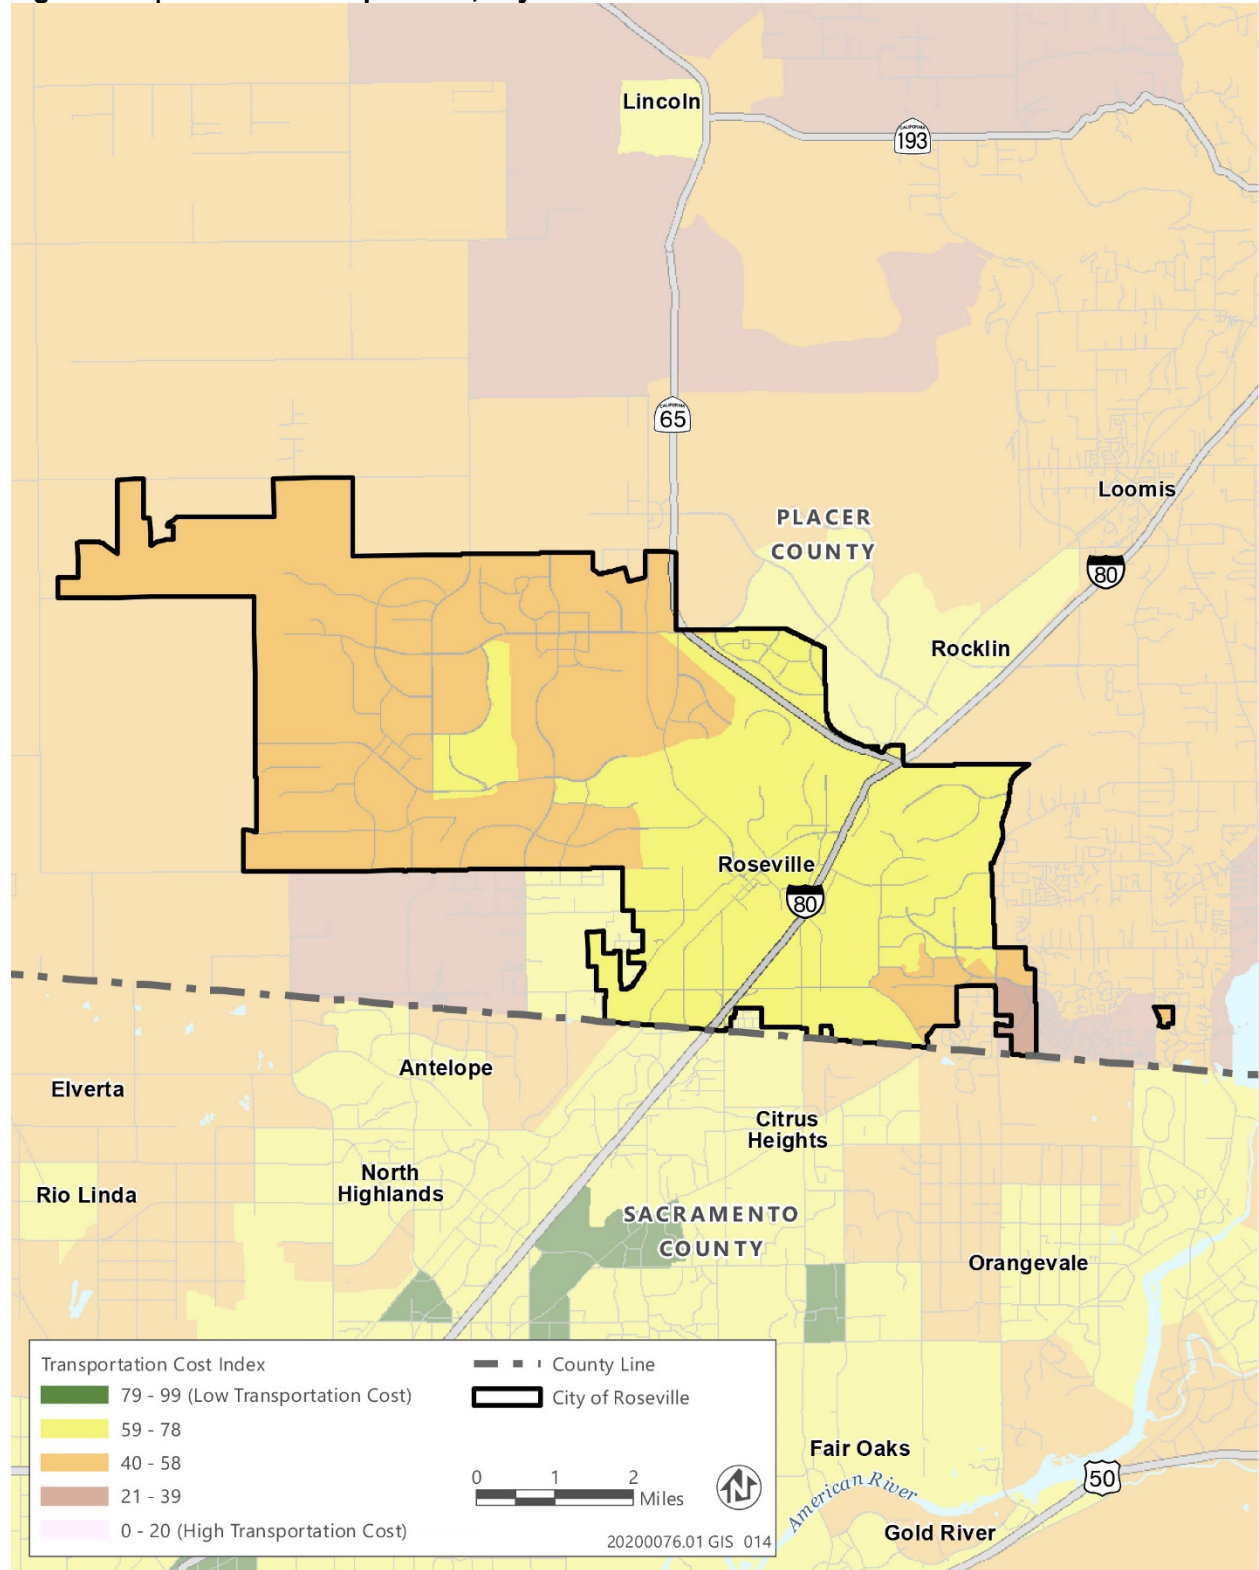 Lincoln
CALIFORNIA
193
CALIFORNIA
65
Loomis
PLACER
COUNTY
80
Rocklin
Roseville
80
Antelope
Elverta
Citrus
Heights
North
Highlands
Rio Linda
SACRAMENTO
COUNTY
Orangevale
Fair Oaks
American River
50
Gold River
Transportation Cost Index
79 - 99 (Low Transportation Cost)
59 - 78
40 - 58
21 - 39
0 - 20 (High Transportation Cost)
County Line
City of Roseville
0 1 2
Miles
N
20200076.01 GIS 014